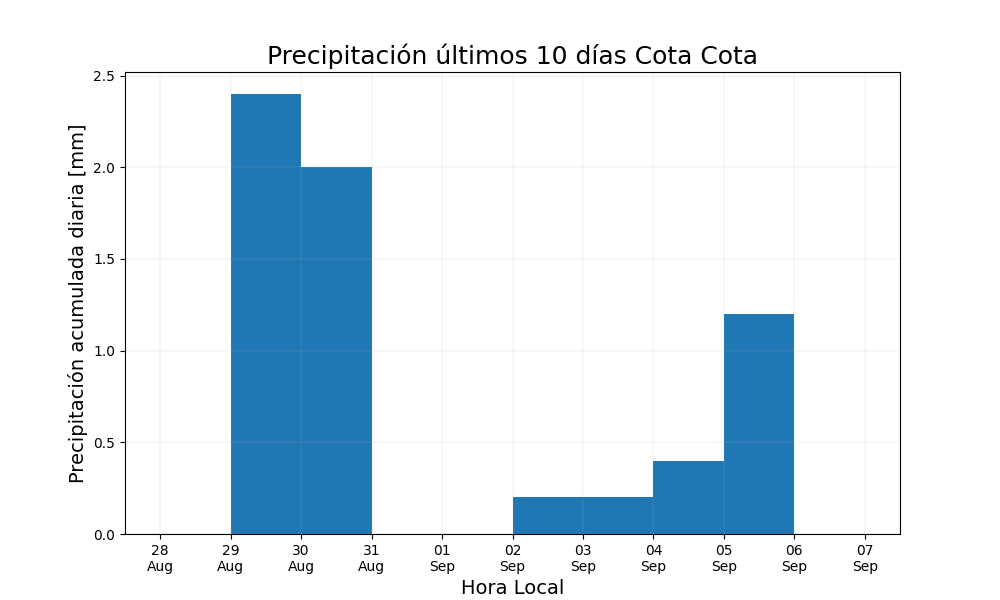 Precipitación últimos 10 días Cota Cota
Precipitación acumulada diaria [mm]
2.5
2.0
1.5
1.0
0.5
0.0
28 29 30 31 01 02 03 04 05 06 07
Aug Aug Aug Aug Sep Sep Sep Sep Sep Sep Sep
Hora Local